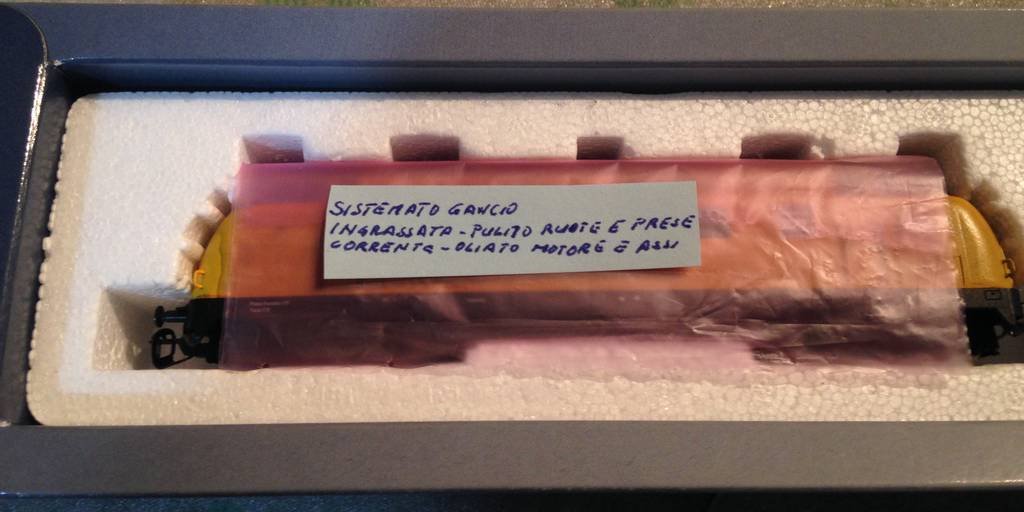 SISTEMATO GANCIO
INGRASSATA - PULITO RUOTE E PRESE
CORRENTE - OLIATO MOTORE E ASSI